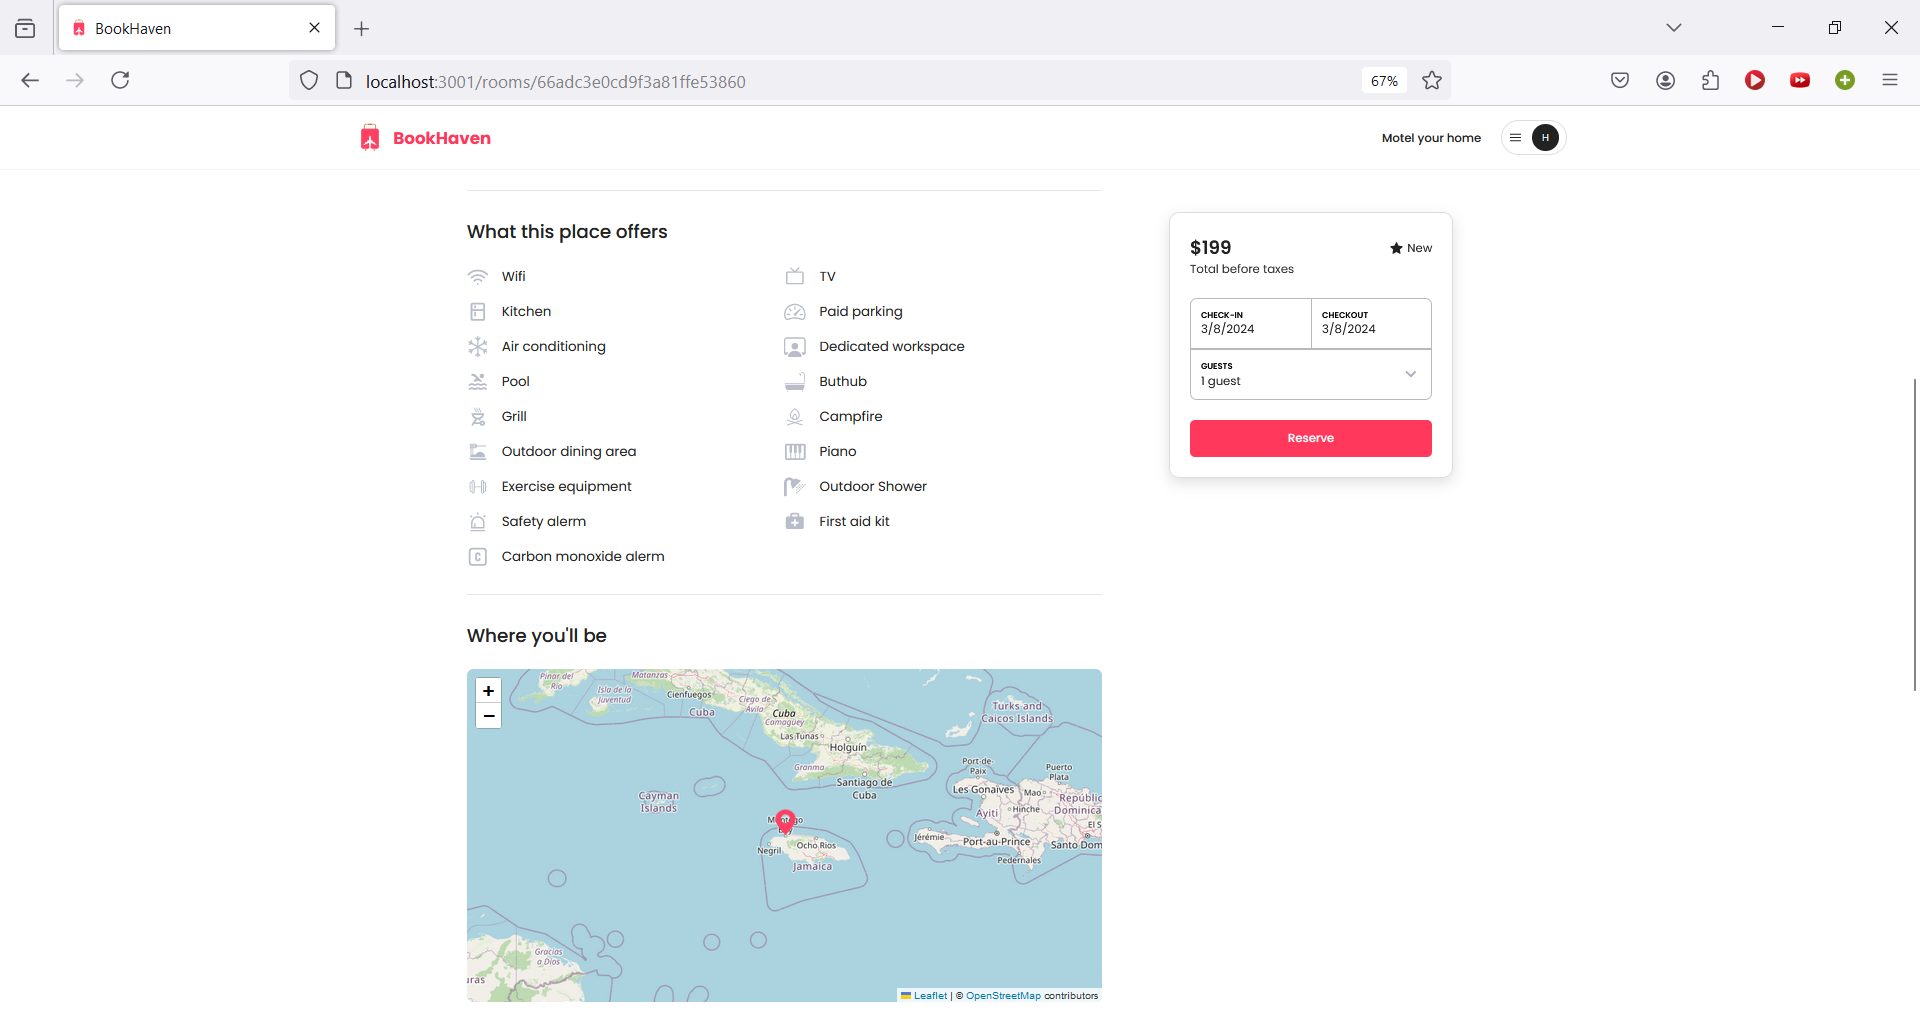 BookHaven
localhost:3001/rooms/66adc3e0cd9f3a81ffe53860
67%
BookHaven
Motel your home
H
What this place offers
Wifi
TV
Kitchen
Paid parking
Air conditioning
Dedicated workspace
Pool
Buthub
Grill
Campfire
Outdoor dining area
Piano
Exercise equipment
Outdoor Shower
Safety alerm
First aid kit
C
Carbon monoxide alerm
$199
New
Total before taxes
CHECK-IN
3/8/2024
CHECKOUT
3/8/2024
GUESTS
1 guest
Reserve
Where you'll be
+
−
Pinar del
Río
Isla de la
Juventud
Matanzas
Cienfuegos
Cuba
Ciego de
Ávila
Cuba
Camagüey
Las Tunas
Holguín
Granma
Santiago de
Cuba
Turks and
Caicos Islands
Cayman
Islands
Port-de-
Paix
Puerto
Plata
Les Gonaïves
Mao
República
Dominica
Hinche
Ayiti
El S
Jérémie
Port-au-Prince
Santo Dom
Pedernales
Bay
Negril
Ocho Rios
Jamaica
Gracias
a Dios
uras
Leaflet | © OpenStreetMap contributors